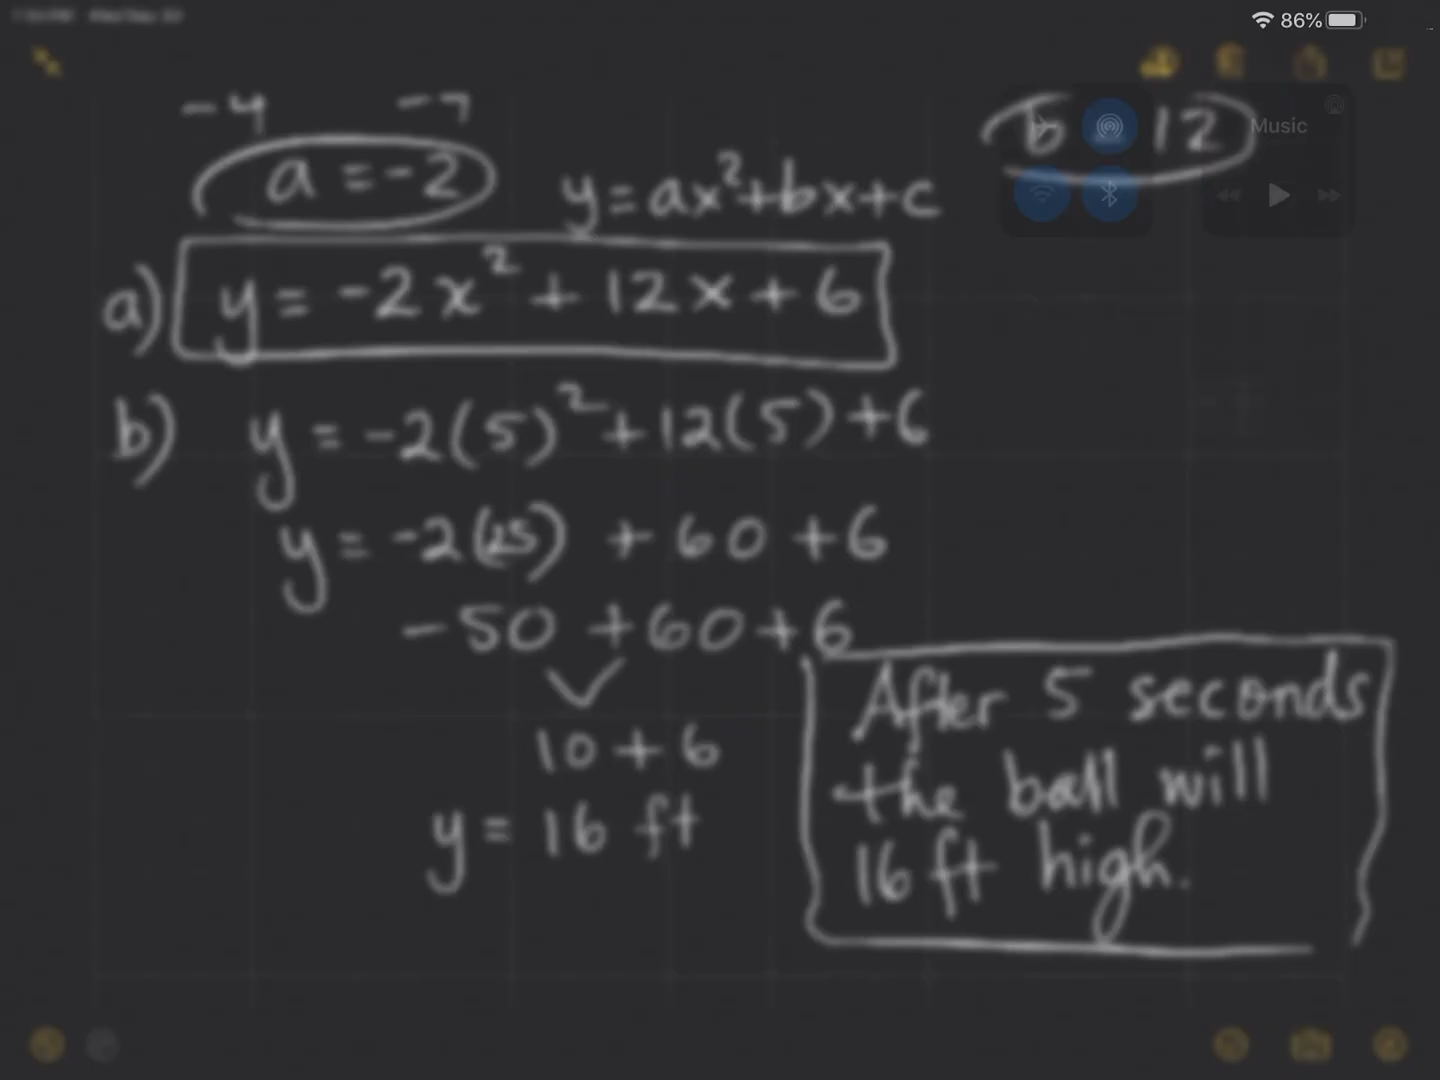 86%
-4 -7
b = 12
Music
a = -2
y = ax²+bx+c
a) y = -2x² + 12x + 6
b) y = -2(5)² + 12(5) + 6
y = -2(25) + 60 + 6
-50 + 60 + 6
10 + 6
y = 16 ft
After 5 seconds
the ball will
16 ft high.